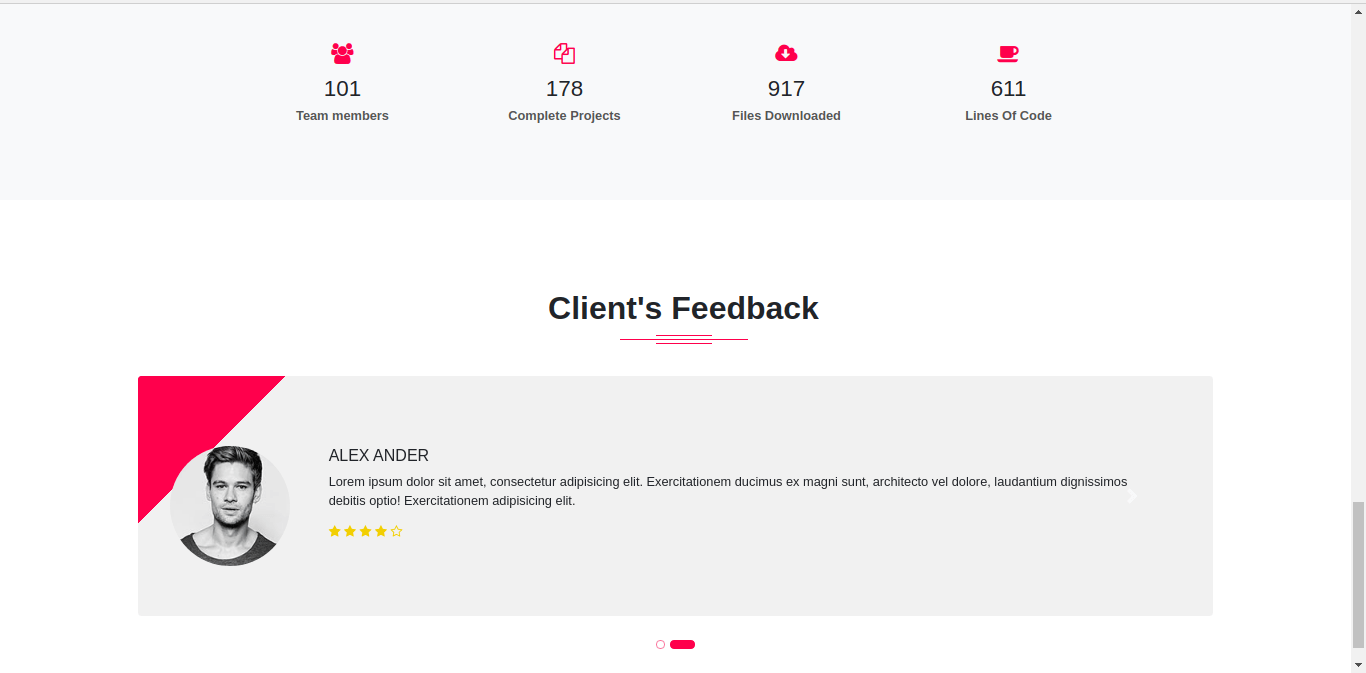 101
178
917
611
Team members
Complete Projects
Files Downloaded
Lines Of Code
Client's Feedback
ALEX ANDER
Lorem ipsum dolor sit amet, consectetur adipisicing elit. Exercitationem ducimus ex magni sunt, architecto vel dolore, laudantium dignissimos
debitis optio! Exercitationem adipisicing elit.